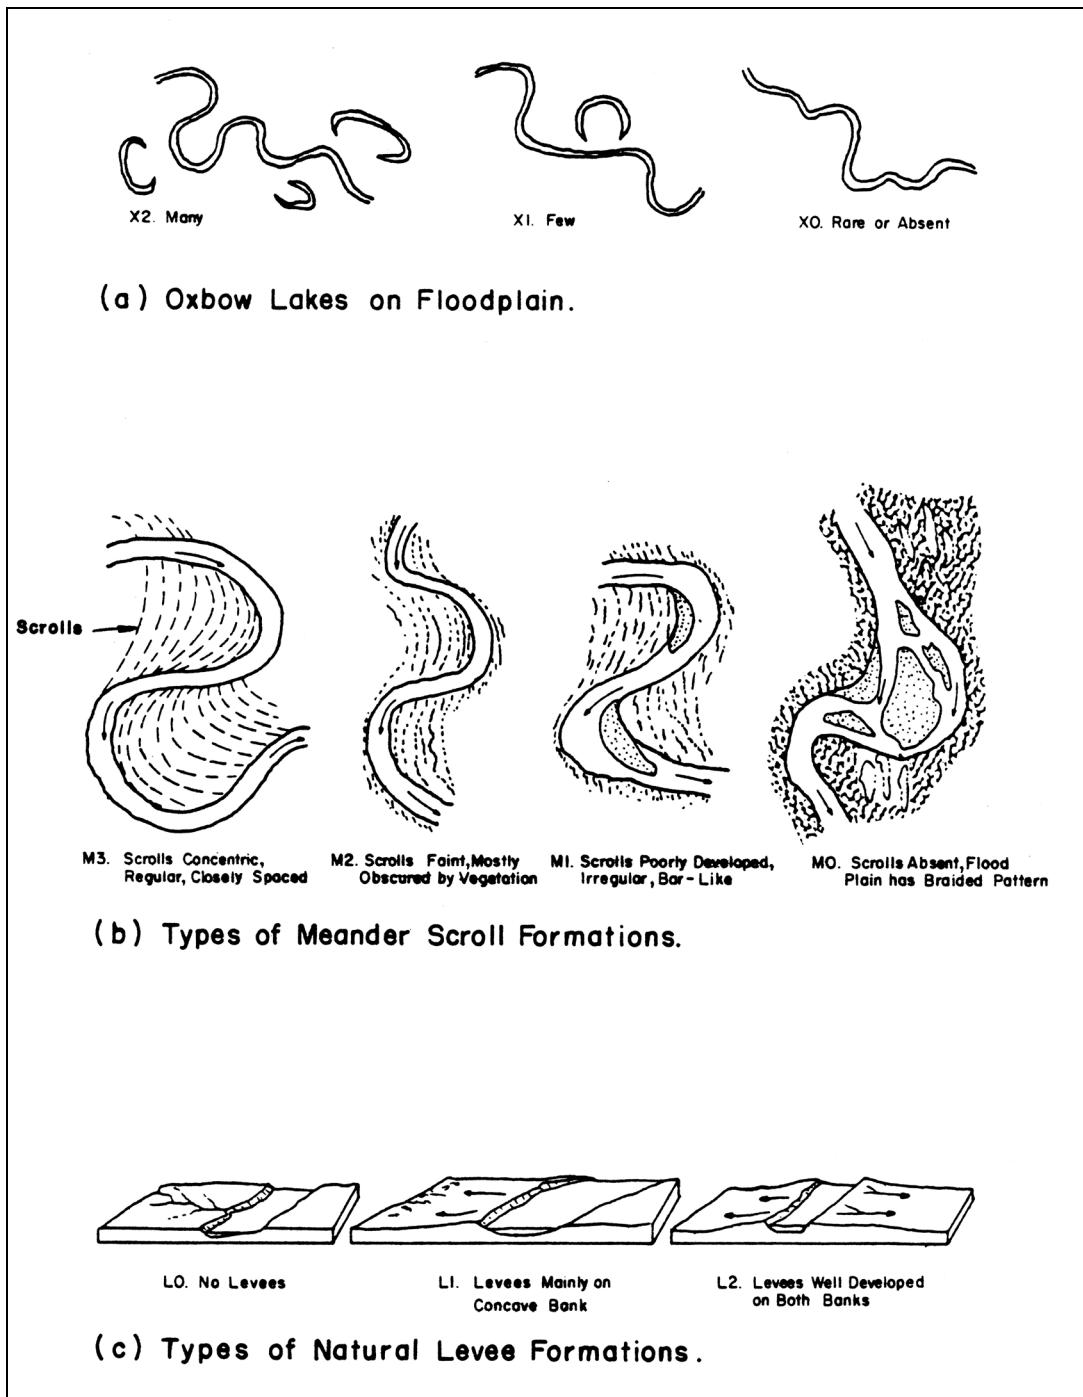 X2. Many
X1. Few
X0. Rare or Absent
(a) Oxbow Lakes on Floodplain.
Scrolls
M3. Scrolls Concentric,
Regular, Closely Spaced
M2. Scrolls Faint, Mostly
Obscured by Vegetation
M1. Scrolls Poorly Developed,
Irregular, Bar-Like
M0. Scrolls Absent, Flood
Plain has Braided Pattern
(b) Types of Meander Scroll Formations.
L0. No Levees
L1. Levees Mainly on
Concave Bank
L2. Levees Well Developed
on Both Banks
(c) Types of Natural Levee Formations.